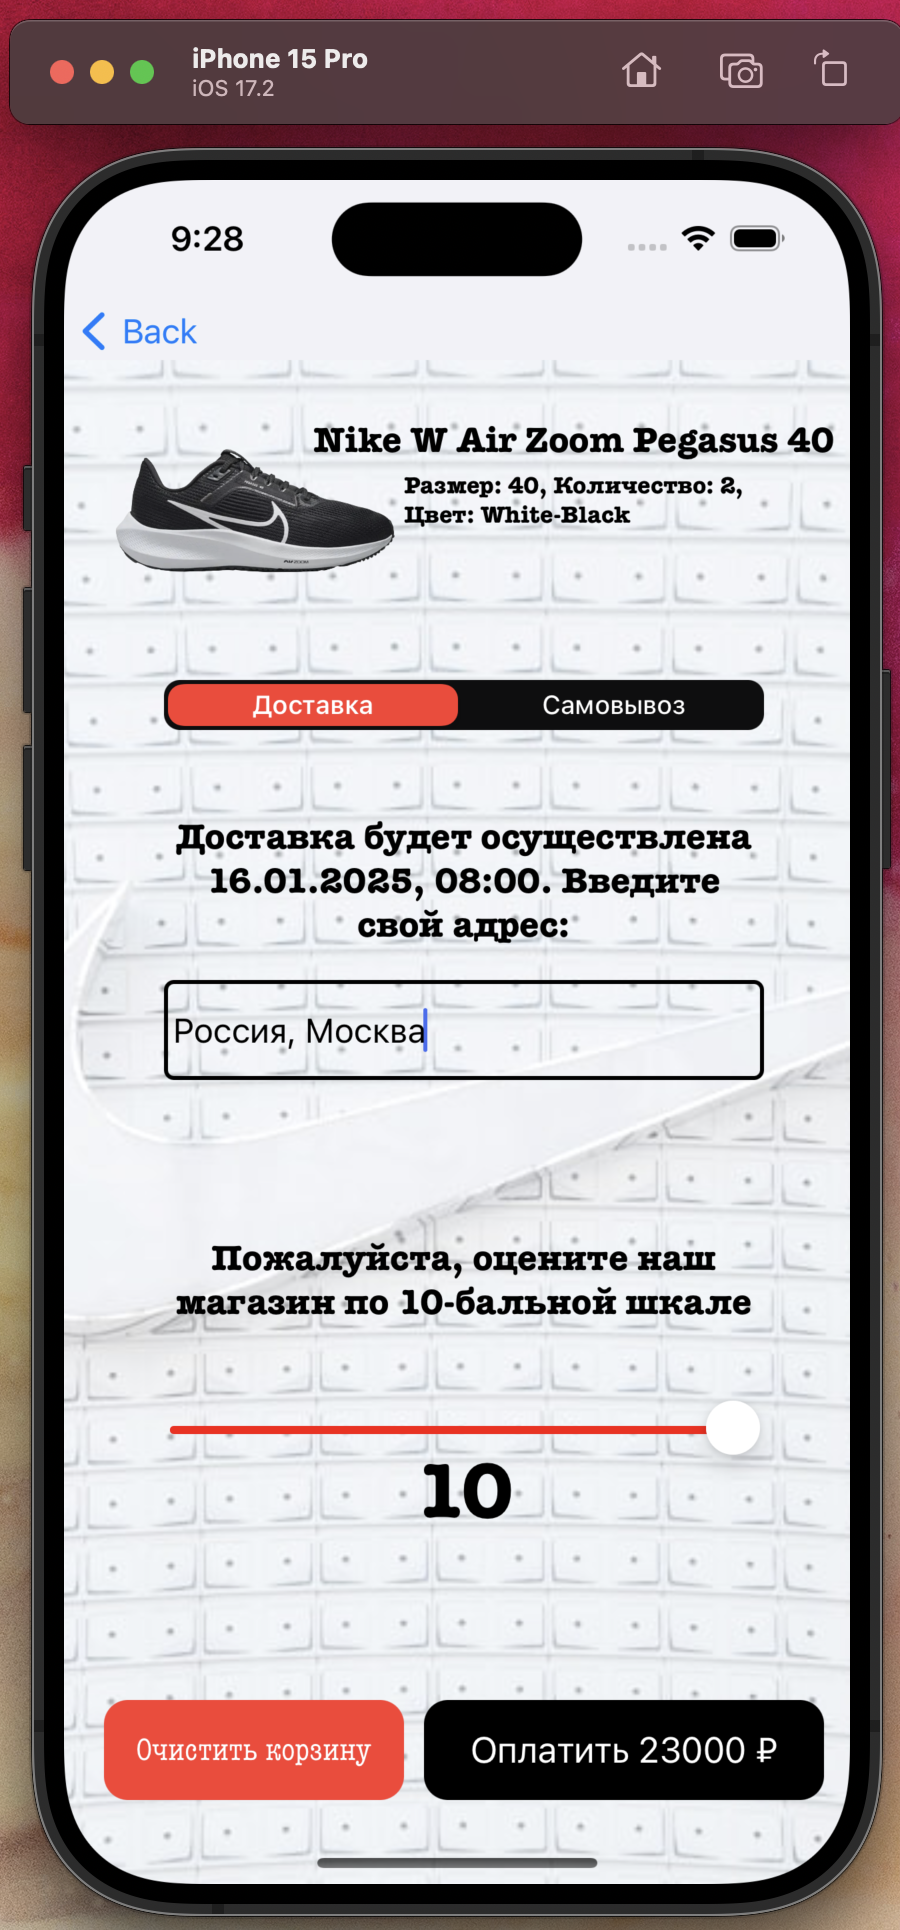 iPhone 15 Pro
iOS 17.2
9:28
Back
Nike W Air Zoom Pegasus 40
Размер: 40, Количество: 2,
Цвет: White-Black
Доставка
Самовывоз
Доставка будет осуществлена
16.01.2025, 08:00. Введите
свой адрес:
Россия, Москва
Пожалуйста, оцените наш
магазин по 10-бальной шкале
10
Очистить корзину
Оплатить 23000 ₽